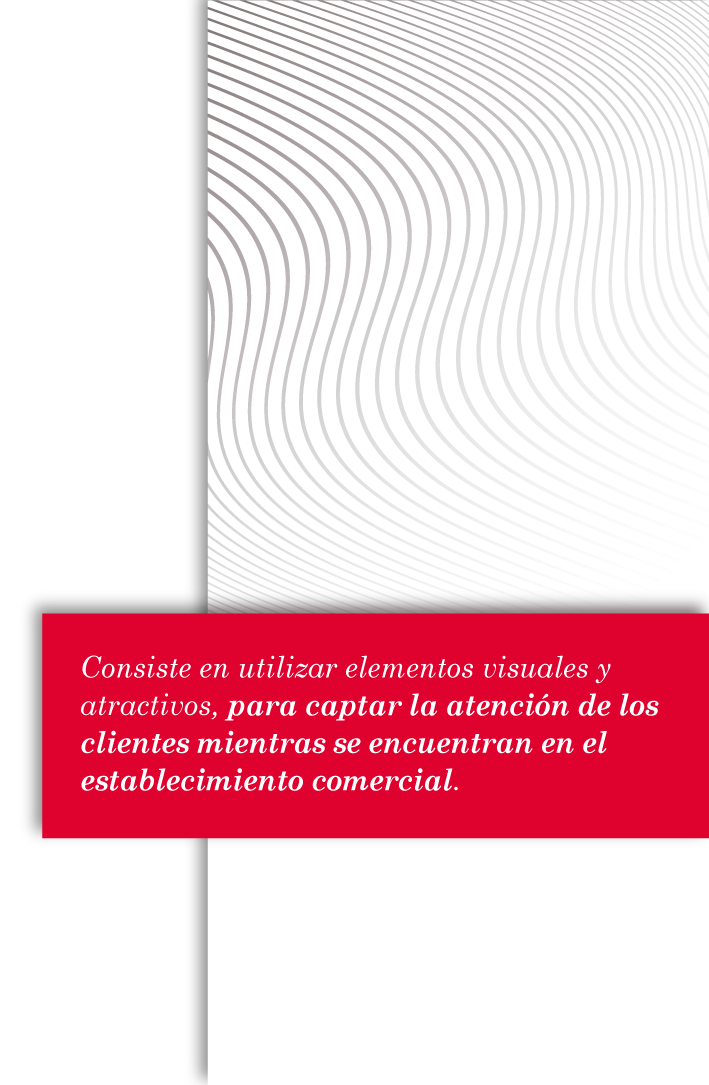 Consiste en utilizar elementos visuales y
atractivos, para captar la atención de los
clientes mientras se encuentran en el
establecimiento comercial.